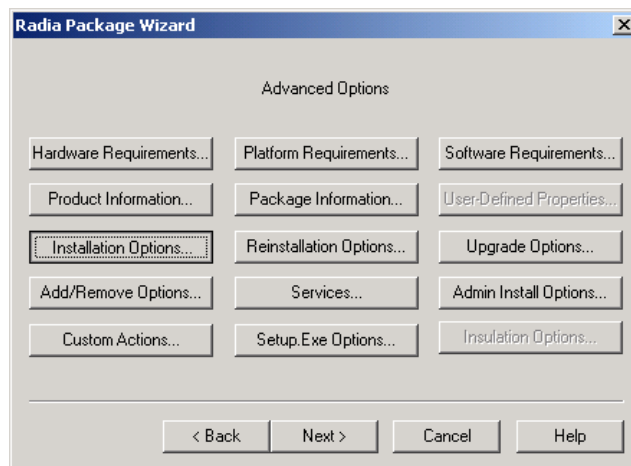 Radia Package Wizard
Advanced Options
Hardware Requirements... Platform Requirements... Software Requirements...
Product Information... Package Information... User-Defined Properties...
Installation Options... Reinstallation Options... Upgrade Options...
Add/Remove Options... Services... Admin Install Options...
Custom Actions... Setup.Exe Options... Insulation Options...
< Back Next > Cancel Help